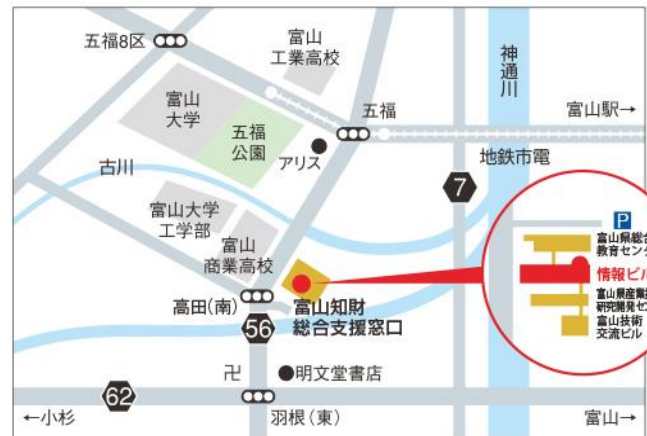 五福8区
富山
工業高校
神通川
富山
大学
五福
公園
五福
富山駅→
アリス
古川
地鉄市電
7
富山大学
工学部
富山
商業高校
P
富山県総合
教育センタ
情報ビル
富山県産業技
研究開発セン
富山技術
交流ビル
高田(南)
富山知財
総合支援窓口
56
卍
●明文堂書店
62
←小杉
羽根(東)
富山→